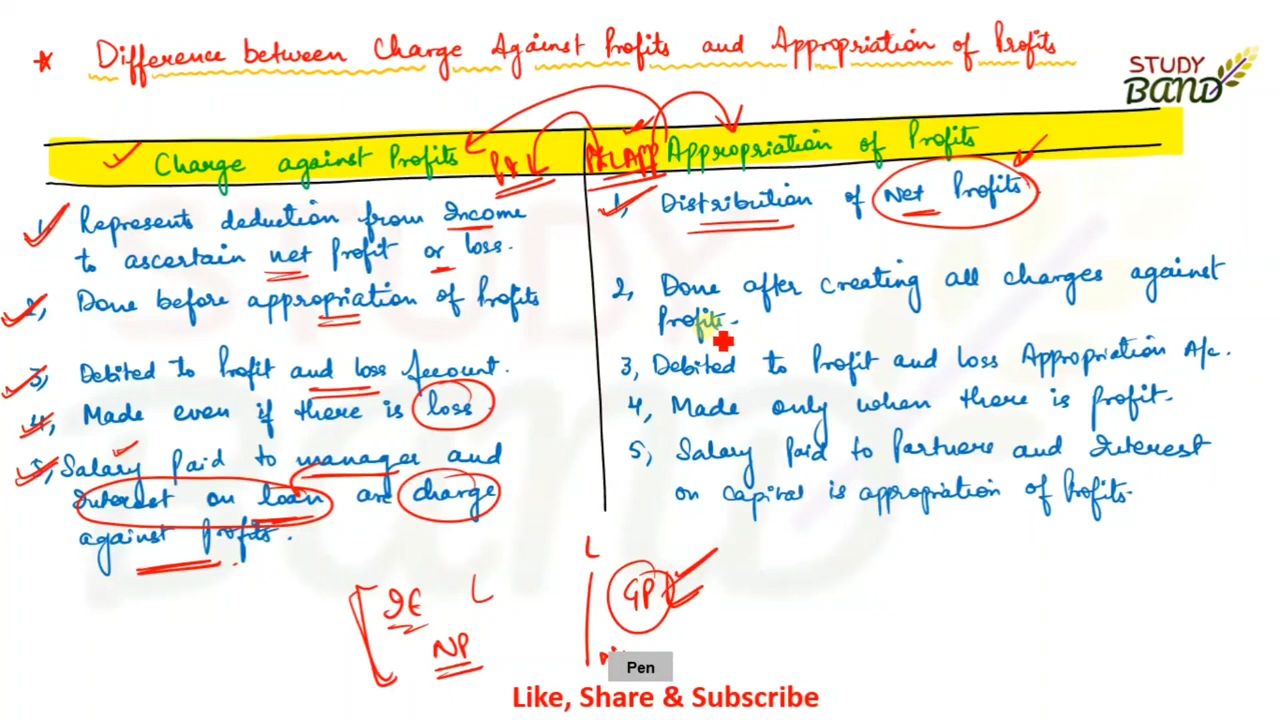 * Difference between Charge Against Profits and Appropriation of Profits
STUDY
BAND
Charge against Profits
P&L
P&L APP
Appropriation of Profits
1, Represents deduction from Income
to ascertain net Profit or loss.
2, Done before appropriation of Profits
3, Debited to Profit and loss Account.
4, Made even if there is loss.
5, Salary Paid to manager and
Interest on loan are charge
against Profits.
1, Distribution of Net Profits
2, Done after creating all charges against
Profits.
3, Debited to Profit and loss Appropriation A/c.
4, Made only when there is Profit.
5, Salary Paid to Partners and Interest
on capital is appropriation of Profits.
L
GP
IE L
NP
Pen
Like, Share & Subscribe